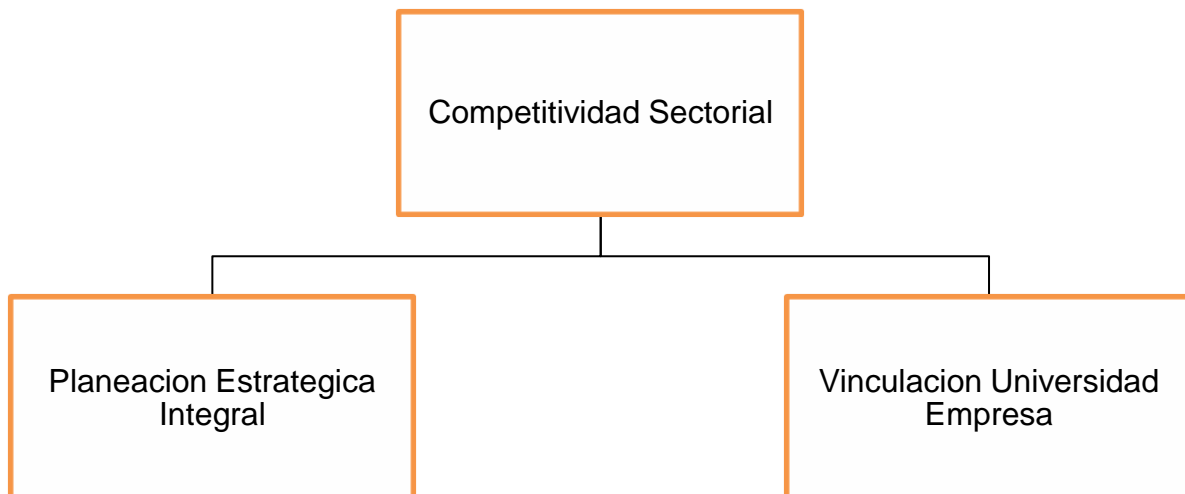 Competitividad Sectorial
Planeacion Estrategica
Integral
Vinculacion Universidad
Empresa